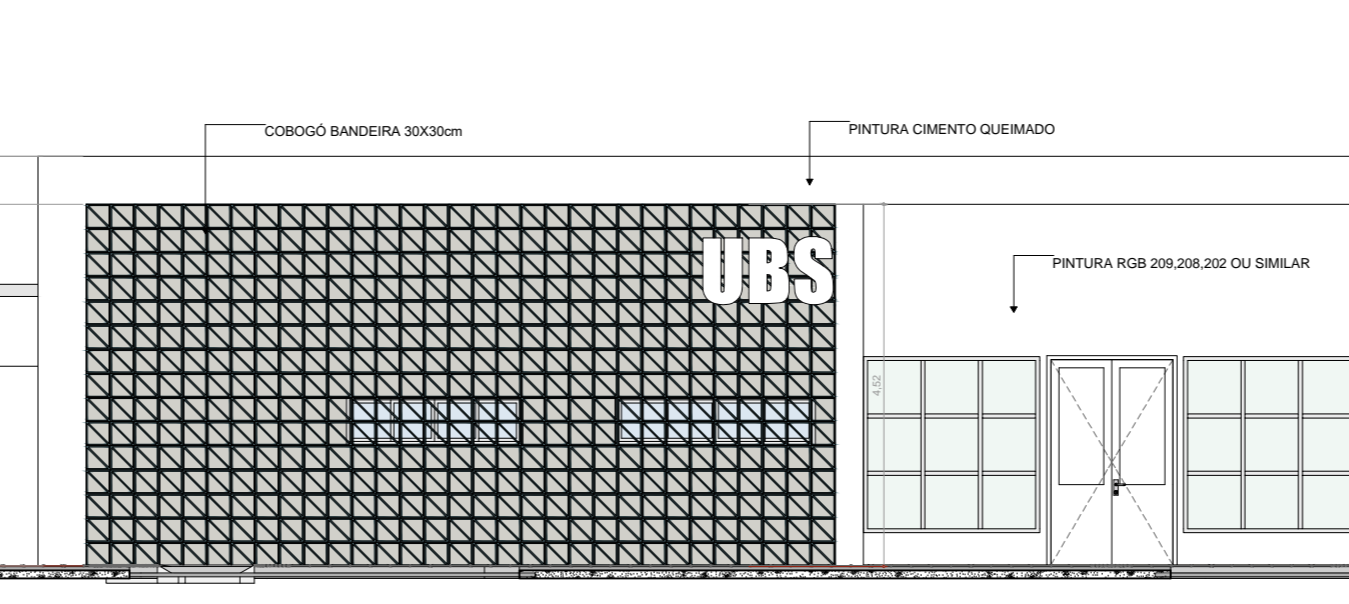 COBOGÓ BANDEIRA 30X30cm
PINTURA CIMENTO QUEIMADO
UBS
PINTURA RGB 209,208,202 OU SIMILAR
4,52